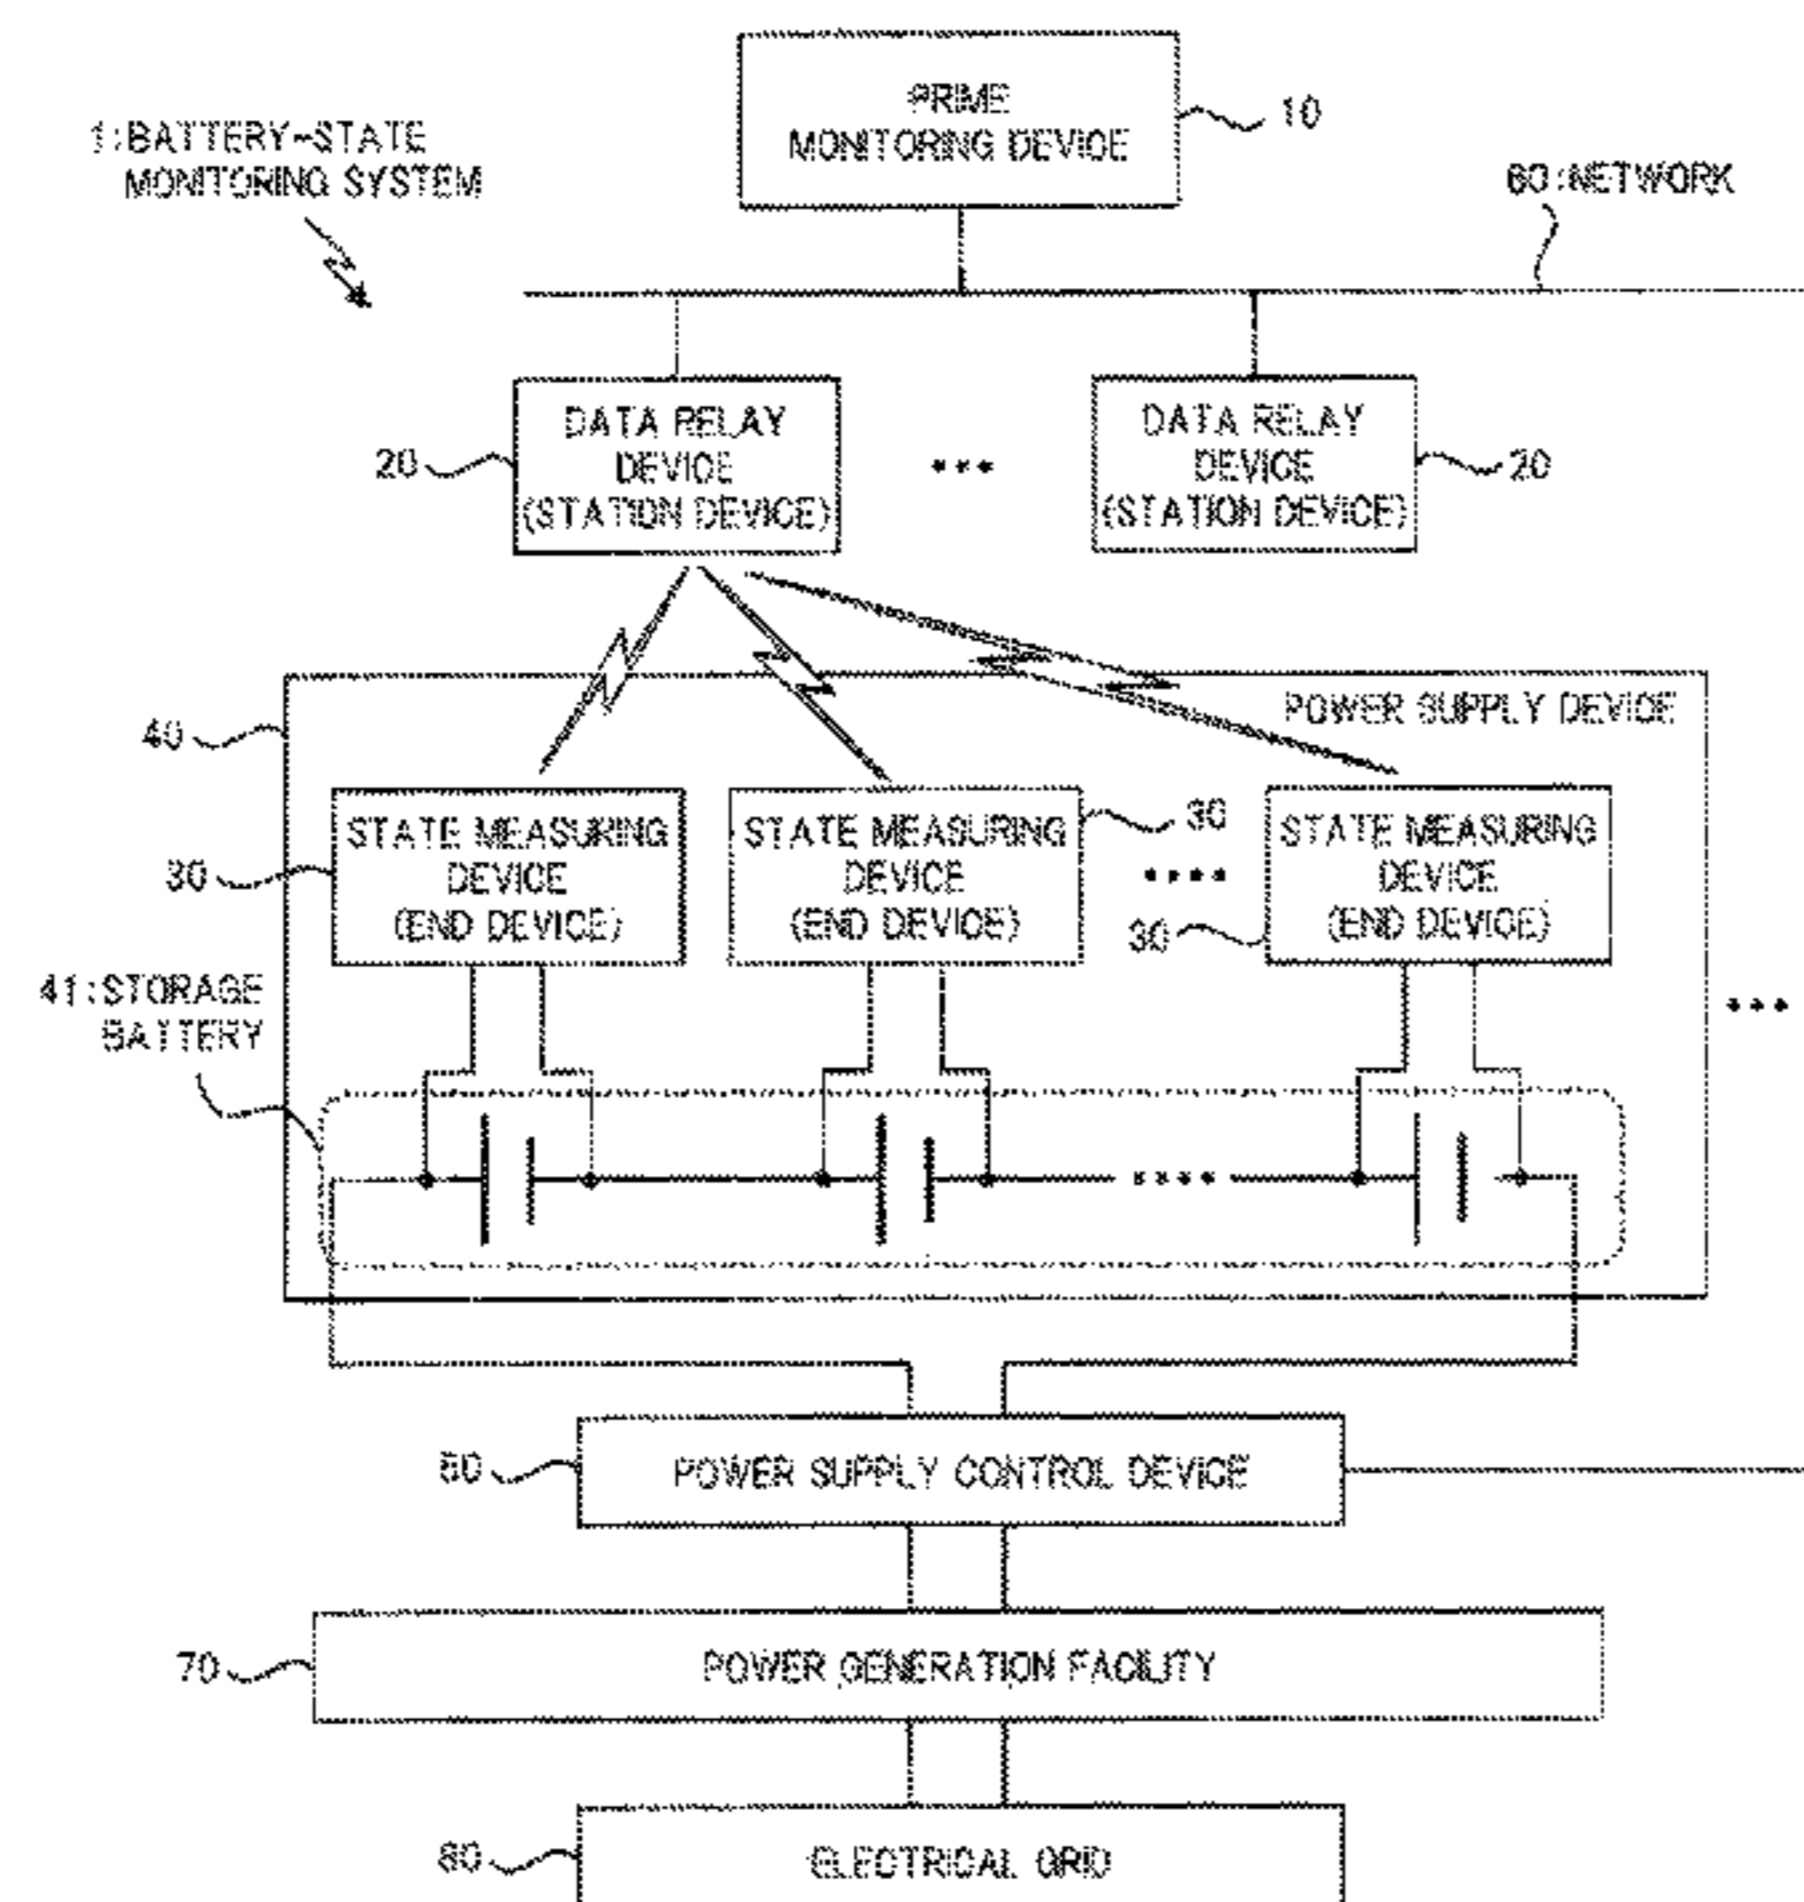 PRIME
MONITORING DEVICE
10
1:BATTERY-STATE
MONITORING SYSTEM
60:NETWORK
DATA RELAY
DEVICE
(STATION DEVICE)
20
•••
DATA RELAY
DEVICE
(STATION DEVICE)
20
POWER SUPPLY DEVICE
40
STATE MEASURING
DEVICE
(END DEVICE)
30
STATE MEASURING
DEVICE
(END DEVICE)
30
••••
STATE MEASURING
DEVICE
(END DEVICE)
30
41:STORAGE
BATTERY
•••
••••
50
POWER SUPPLY CONTROL DEVICE
70
POWER GENERATION FACILITY
80
ELECTRICAL GRID